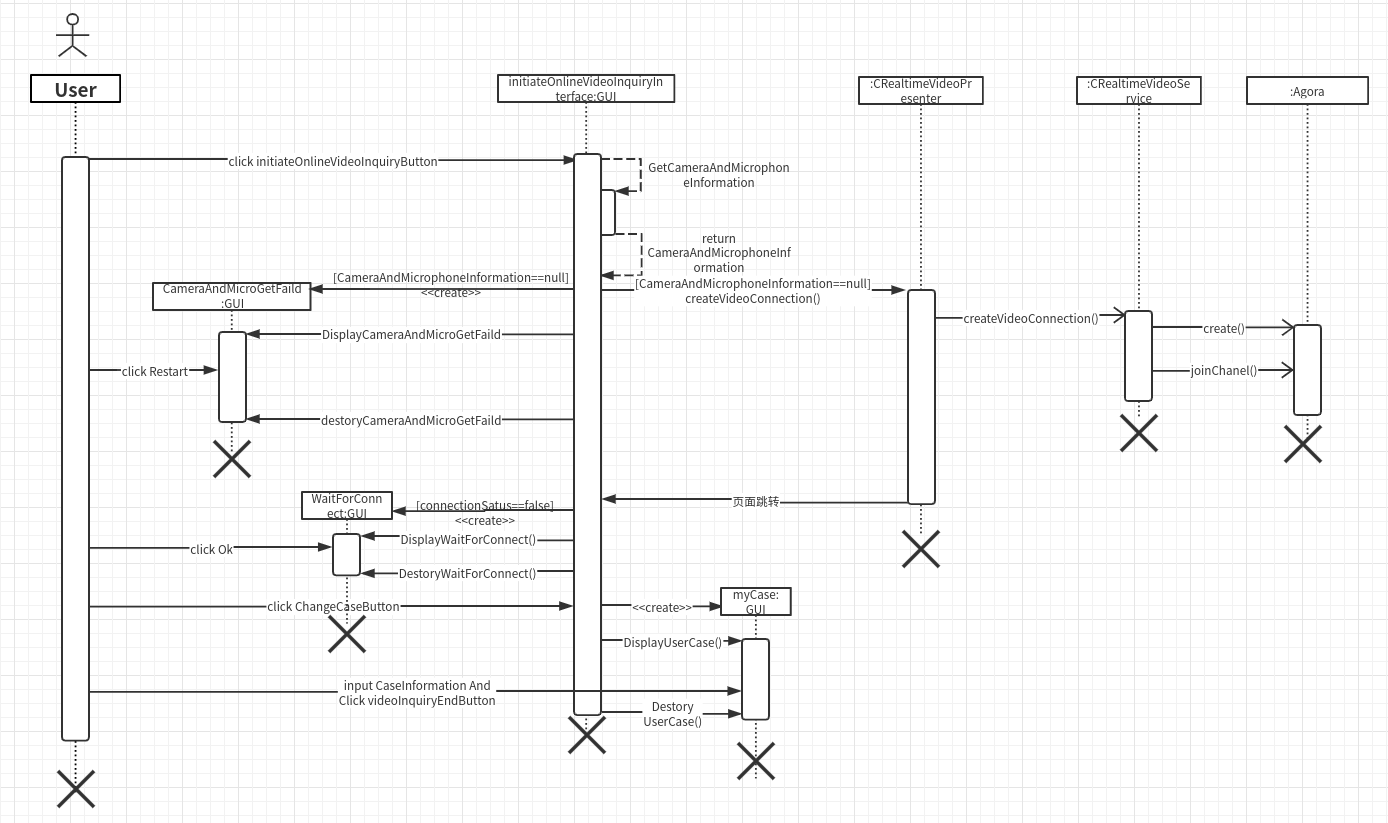 User
initiateOnlineVideoInquiryIn
terface:GUI
:CRealtimeVideoPr
esenter
:CRealtimeVideoSe
rvice
:Agora
click initiateOnlineVideoInquiryButton
GetCameraAndMicrophon
eInformation
return
CameraAndMicrophoneInf
ormation
[CameraAndMicrophoneInformation==null]
<<create>>
[CameraAndMicrophoneInformation==null]
createVideoConnection()
CameraAndMicroGetFaild
:GUI
createVideoConnection()
create()
DisplayCameraAndMicroGetFaild
click Restart
joinChanel()
destoryCameraAndMicroGetFaild
WaitForConn
ect:GUI
[connectionSatus==false]
<<create>>
页面跳转
DisplayWaitForConnect()
click Ok
DestoryWaitForConnect()
click ChangeCaseButton
<<create>>
myCase:
GUI
DisplayUserCase()
input CaseInformation And
Click videoInquiryEndButton
Destory
UserCase()